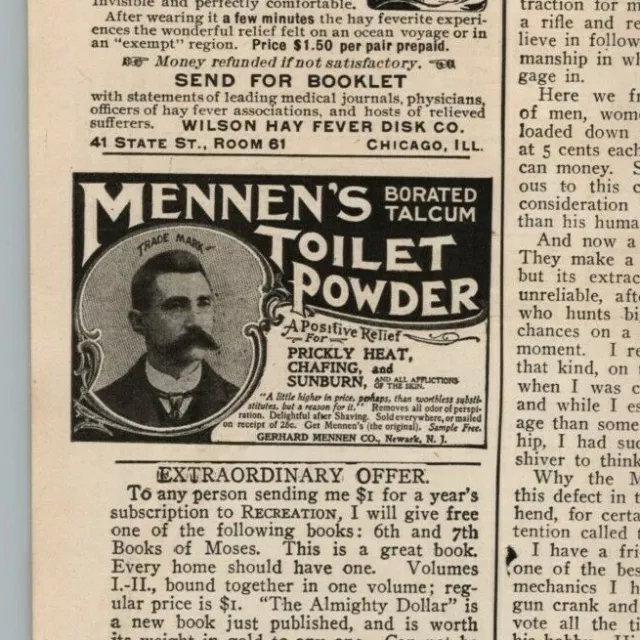 Invisible and perfectly comfortable.
After wearing it a few minutes the hay feverite experi-
ences the wonderful relief felt on an ocean voyage or in
an "exempt" region. Price $1.50 per pair prepaid.
Money refunded if not satisfactory.
SEND FOR BOOKLET
with statements of leading medical journals, physicians,
officers of hay fever associations, and hosts of relieved
sufferers. WILSON HAY FEVER DISK CO.
41 STATE ST., ROOM 61 CHICAGO, ILL.
MENNEN'S BORATED
TALCUM
TOILET
POWDER
TRADE MARK
A Positive Relief
For
PRICKLY HEAT,
CHAFING, and
SUNBURN, AND ALL AFFLICTIONS
OF THE SKIN.
"A little higher in price, perhaps, than worthless substi-
stitutes, but a reason for it." Removes all odor of perspi-
ration. Delightful after Shaving. Sold everywhere, or mailed
on receipt of 25c. Get Mennen's (the original). Sample Free.
GERHARD MENNEN CO., Newark, N. J.
EXTRAORDINARY OFFER.
To any person sending me $1 for a year's
subscription to RECREATION, I will give free
one of the following books: 6th and 7th
Books of Moses. This is a great book.
Every home should have one. Volumes
I.-II., bound together in one volume; reg-
ular price is $1. "The Almighty Dollar" is
a new book just published, and is worth
its weight in gold to any one.
traction for m
a rifle and re
lieve in follow
manship in wh
gage in.
Here we fr
of men, wome
loaded down
at 5 cents each
can money. S
ous to this c
consideration
than his huma
And now a
They make a
but its extrac
unreliable, afte
who hunts big
chances on a
moment. I re
that kind, on t
when I was c
and while I es
age than some
hip, I had suc
shiver to think
Why the M
this defect in t
hend, for certa
tention called t
I have a frie
one of the bes
mechanics I h
gun crank and
vote all the ti